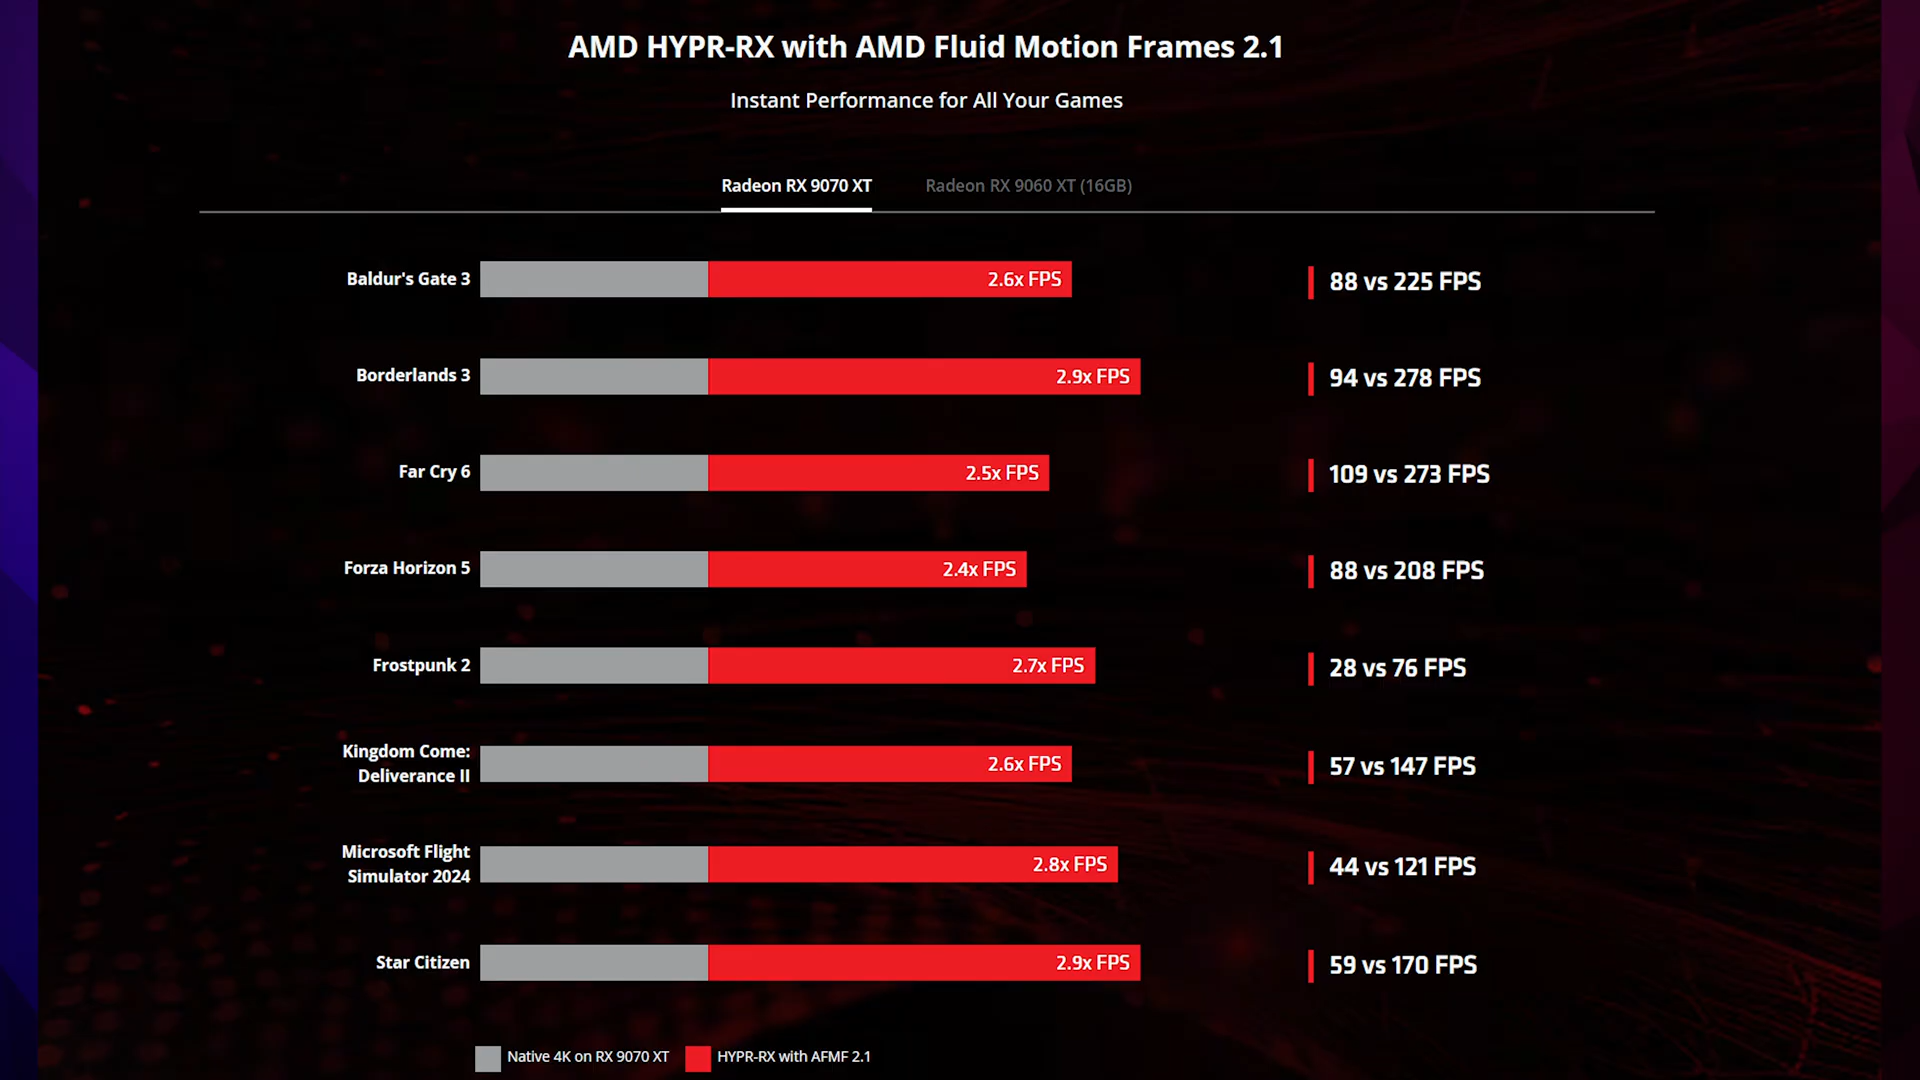 AMD HYPR-RX with AMD Fluid Motion Frames 2.1
Instant Performance for All Your Games
Radeon RX 9070 XT
Radeon RX 9060 XT (16GB)
Baldur's Gate 3
2.6x FPS
88 vs 225 FPS
Borderlands 3
2.9x FPS
94 vs 278 FPS
Far Cry 6
2.5x FPS
109 vs 273 FPS
Forza Horizon 5
2.4x FPS
88 vs 208 FPS
Frostpunk 2
2.7x FPS
28 vs 76 FPS
Kingdom Come:
Deliverance II
2.6x FPS
57 vs 147 FPS
Microsoft Flight
Simulator 2024
2.8x FPS
44 vs 121 FPS
Star Citizen
2.9x FPS
59 vs 170 FPS
Native 4K on RX 9070 XT
HYPR-RX with AFMF 2.1